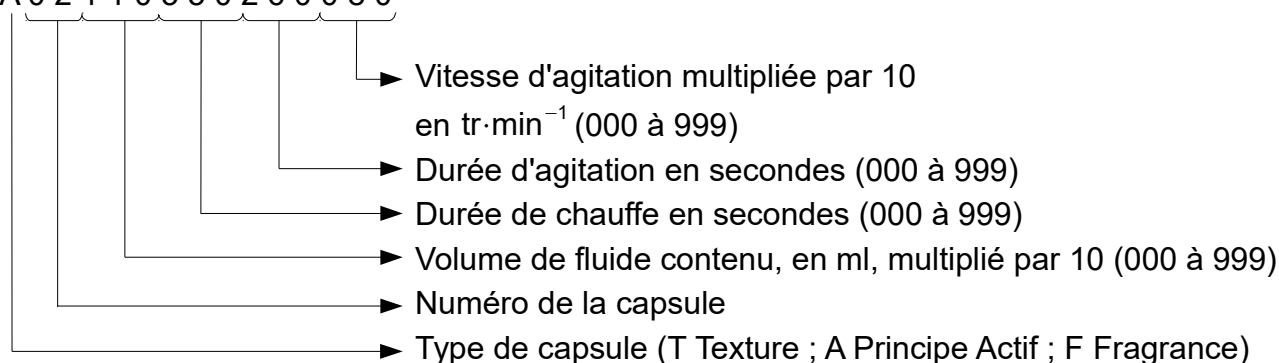 Vitesse d'agitation multipliée par 10
en tr·min⁻¹ (000 à 999)
Durée d'agitation en secondes (000 à 999)
Durée de chauffe en secondes (000 à 999)
Volume de fluide contenu, en ml, multiplié par 10 (000 à 999)
Numéro de la capsule
Type de capsule (T Texture ; A Principe Actif ; F Fragrance)